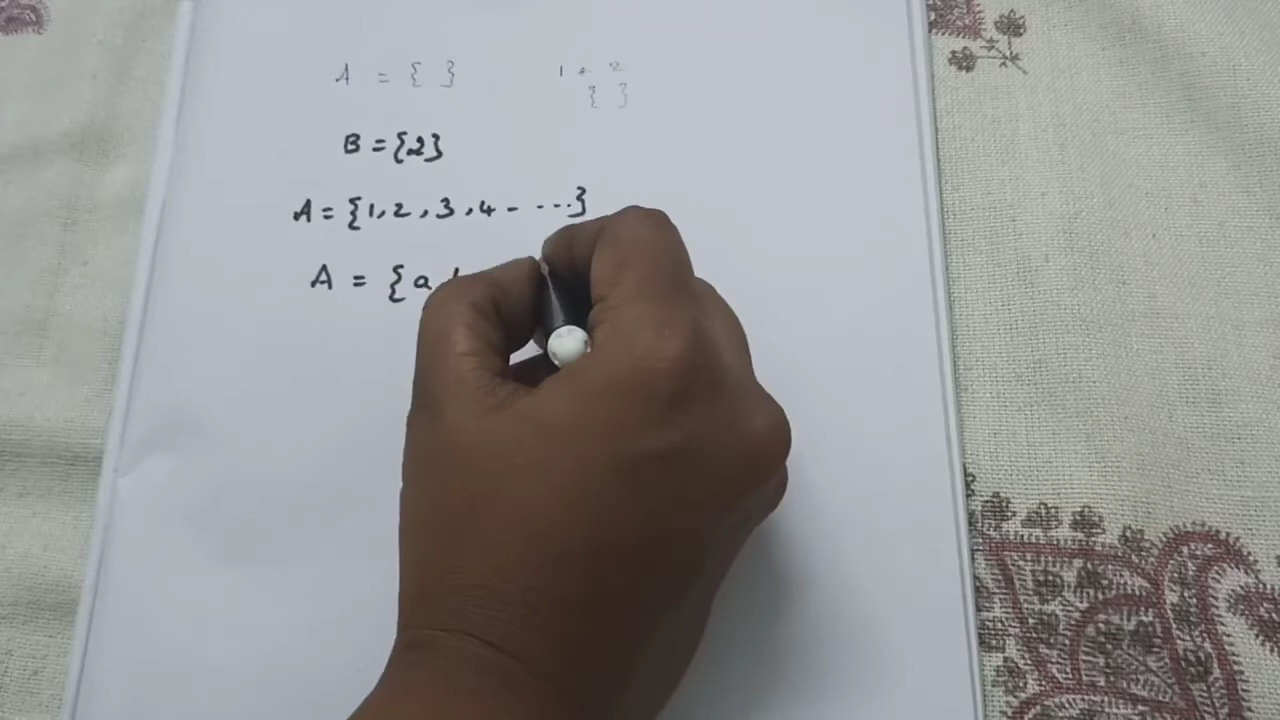 A = { } 1 & 2
{ }
B = {2}
A = {1, 2, 3, 4 - ...}
A = {a,